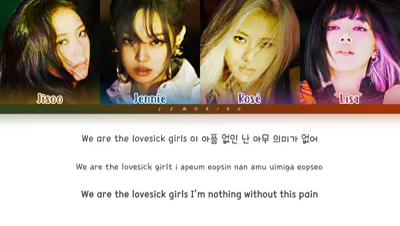 Jisoo Jennie Rosé Lisa
LEMORING
We are the lovesick girls 이 아픔 없인 난 아무 의미가 없어
We are the lovesick girlt i apeum eopsin nan amu uimiga eopseo
We are the lovesick girls I'm nothing without this pain